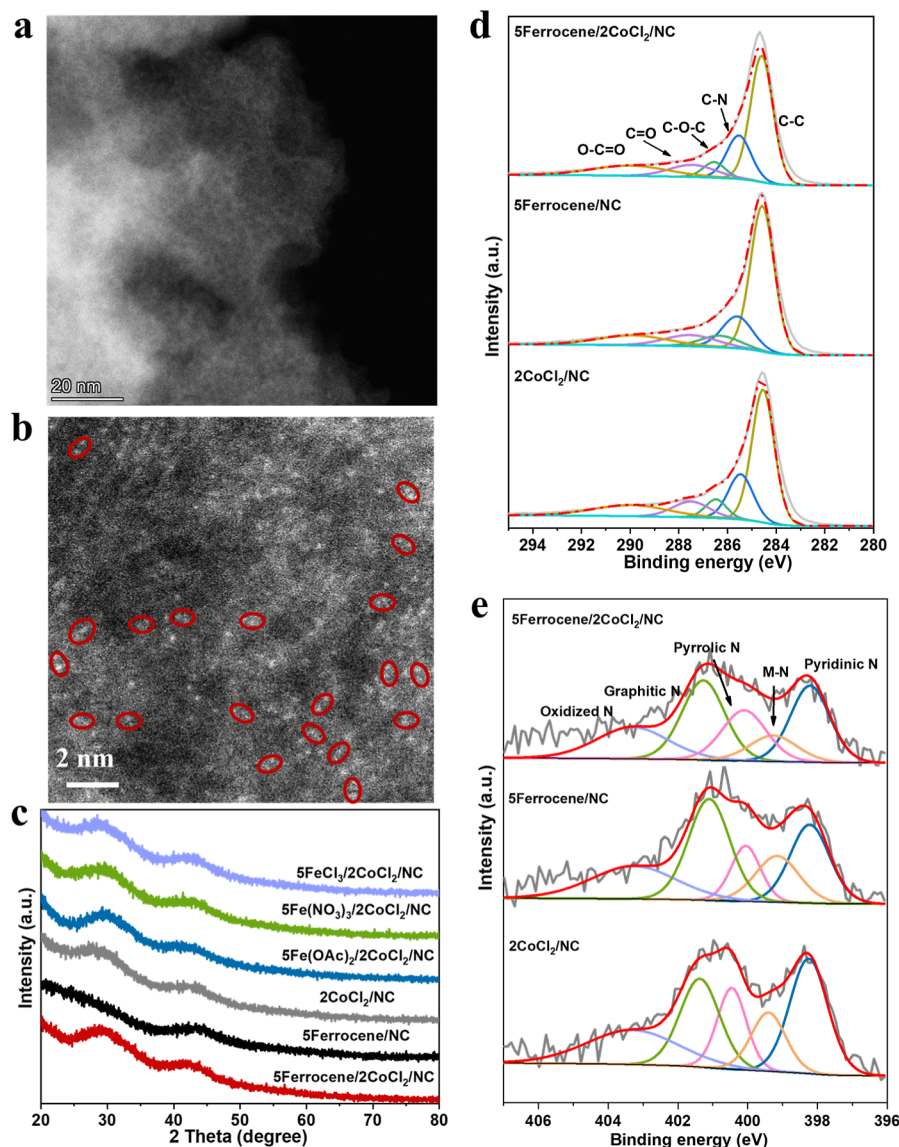 a
20 nm
b
2 nm
c
5FeCl3/2CoCl2/NC
5Fe(NO3)3/2CoCl2/NC
5Fe(OAc)2/2CoCl2/NC
2CoCl2/NC
5Ferrocene/NC
5Ferrocene/2CoCl2/NC
Intensity (a.u.)
20 30 40 50 60 70 80
2 Theta (degree)
d
5Ferrocene/2CoCl2/NC
C-N
C-O-C
C=O
O-C=O
C-C
5Ferrocene/NC
2CoCl2/NC
Intensity (a.u.)
294 292 290 288 286 284 282 280
Binding energy (eV)
e
5Ferrocene/2CoCl2/NC
Pyrrolic N
M-N
Pyridinic N
Graphitic N
Oxidized N
5Ferrocene/NC
2CoCl2/NC
Intensity (a.u.)
406 404 402 400 398 396
Binding energy (eV)